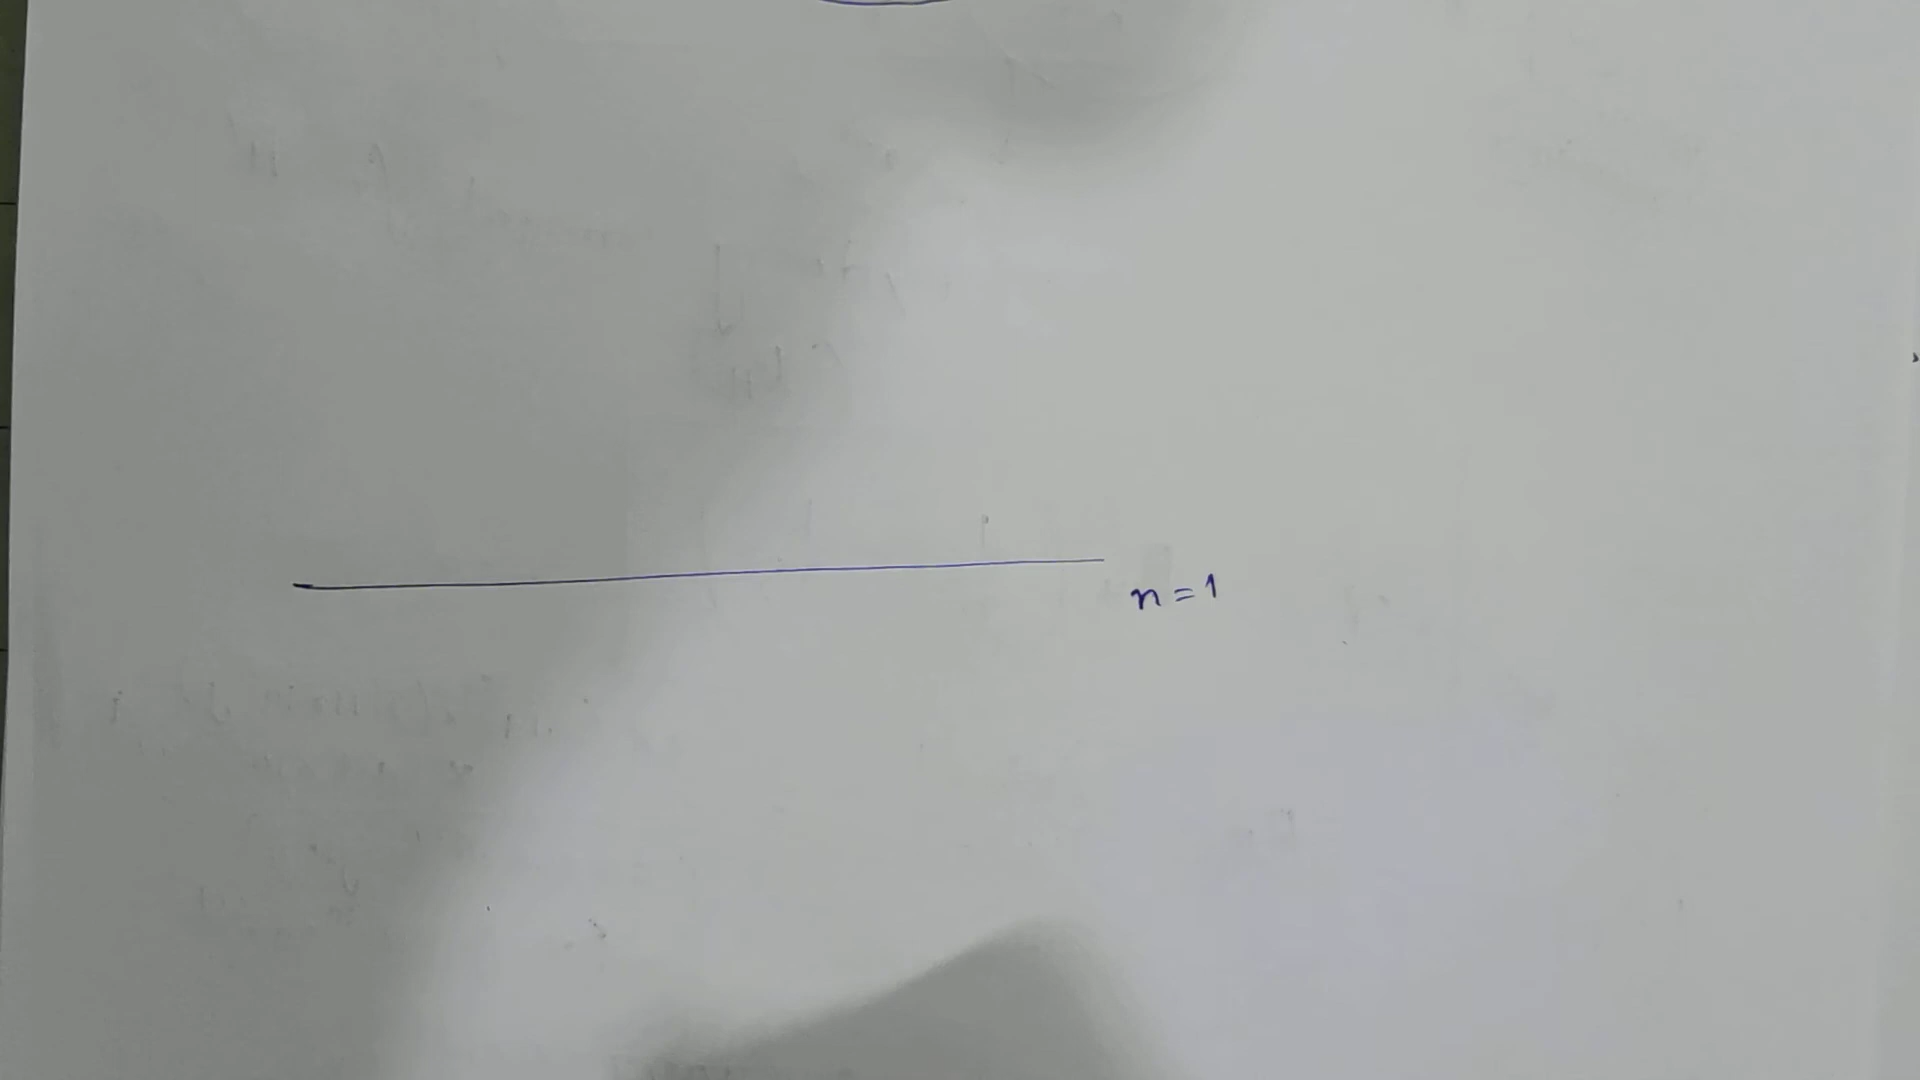 n = 1